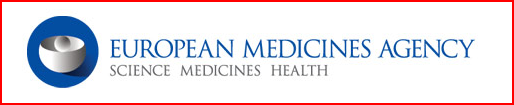 EUROPEAN MEDICINES AGENCY
SCIENCE MEDICINES HEALTH